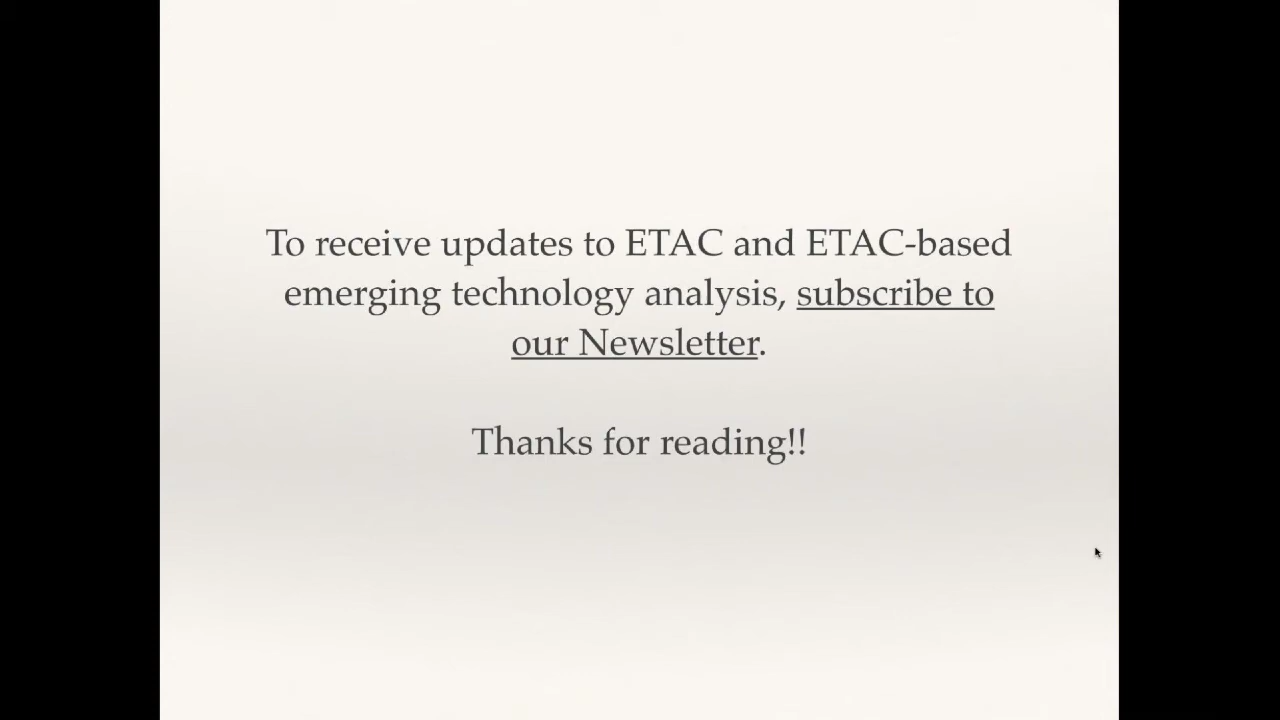 To receive updates to ETAC and ETAC-based
emerging technology analysis, subscribe to
our Newsletter.
Thanks for reading!!